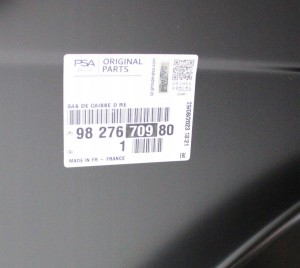 PSA
ORIGINAL
PARTS
BAS DE CAISSE D RE
98 276 709 80
1
MADE IN FR - FRANCE